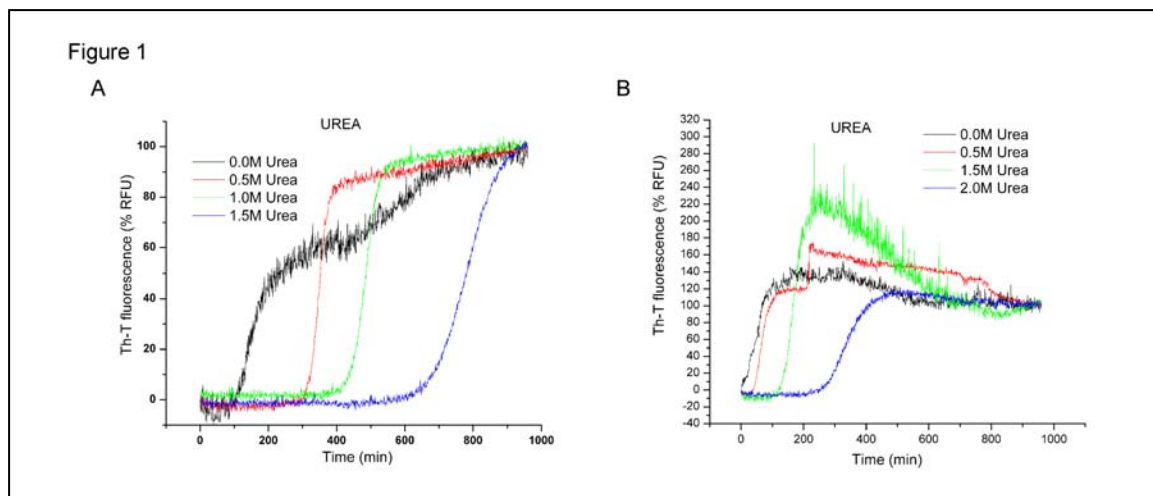 Figure 1
A
UREA
0.0M Urea
0.5M Urea
1.0M Urea
1.5M Urea
Th-T fluorescence (% RFU)
100
80
60
40
20
0
0 200 400 600 800 1000
Time (min)
B
UREA
0.0M Urea
0.5M Urea
1.5M Urea
2.0M Urea
Th-T fluorescence (% RFU)
320
300
280
260
240
220
200
180
160
140
120
100
80
60
40
20
0
-20
-40
0 200 400 600 800 1000
Time (min)